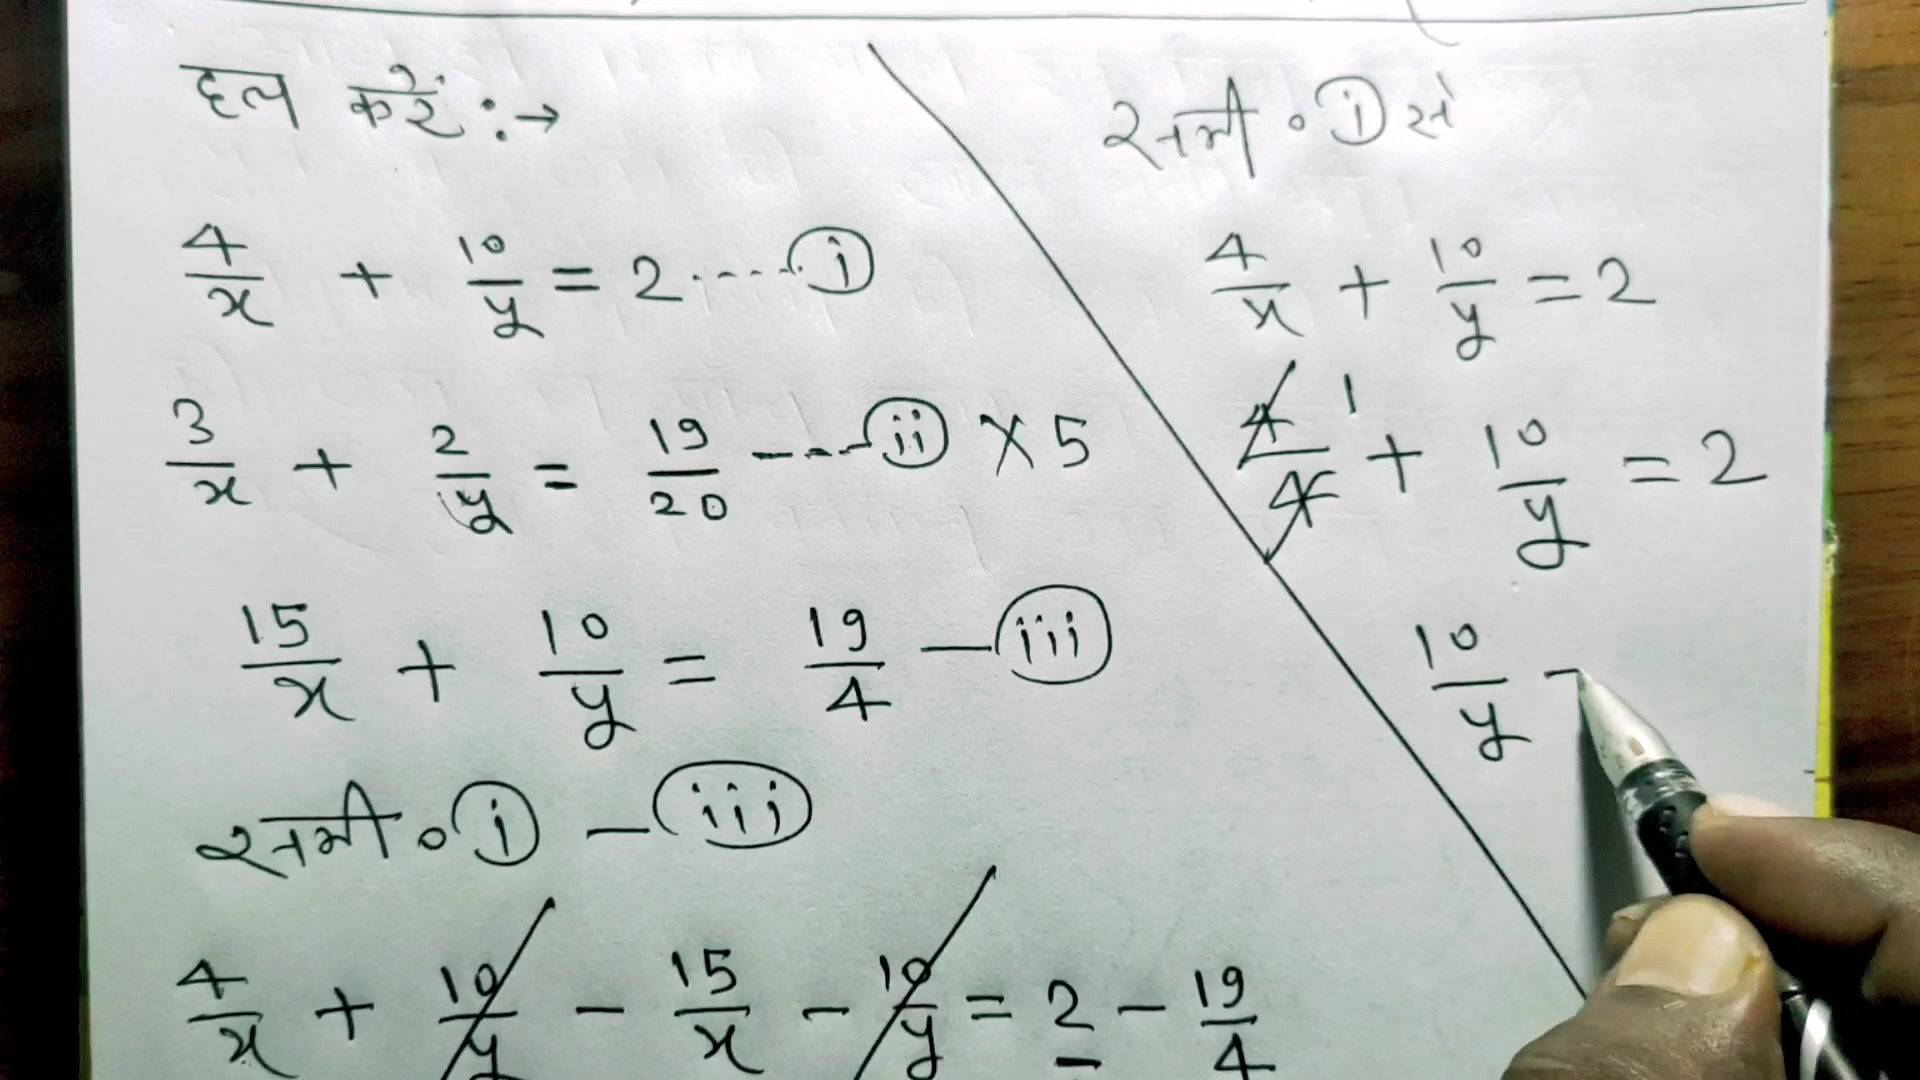 हल करें :→
4/x + 10/y = 2 ---- (i)
3/x + 2/y = 19/20 ---- (ii) × 5
15/x + 10/y = 19/4 — (iii)
समी० (i) – (iii)
4/x + 10/y – 15/x – 10/y = 2 – 19/4
समी० (i) से
4/x + 10/y = 2
4/4 1 + 10/y = 2
10/y –